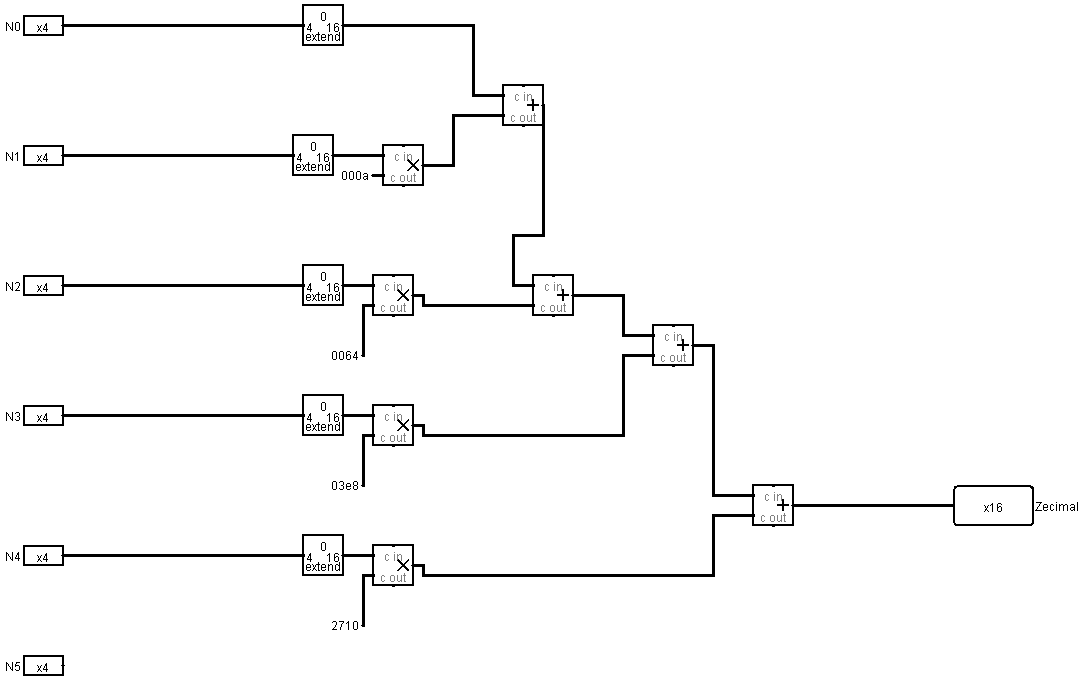 N0 x4 0 4 16 extend
c in + c out
N1 x4 0 4 16 extend c in × c out
000a
N2 x4 0 4 16 extend c in × c out c in + c out
0064
c in + c out
N3 x4 0 4 16 extend c in × c out
03e8
c in + c out x16 Zecimal
N4 x4 0 4 16 extend c in × c out
2710
N5 x4